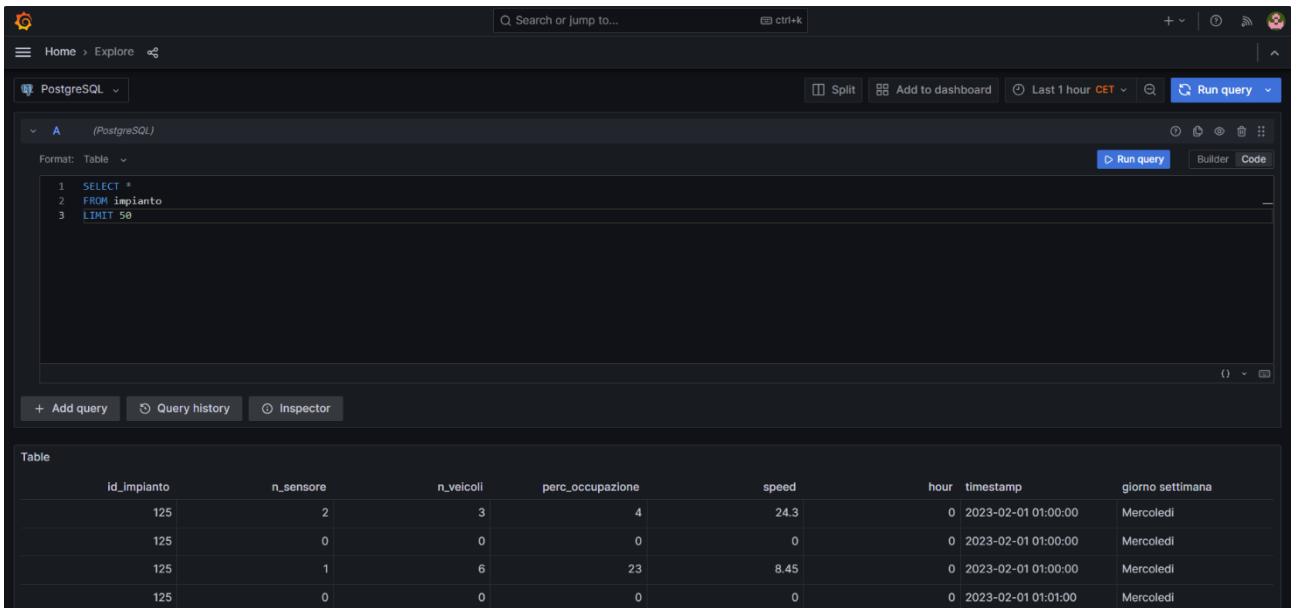 Search or jump to... ctrl+k
Home › Explore
PostgreSQL Split Add to dashboard Last 1 hour CET Run query
A (PostgreSQL)
Format: Table Run query Builder Code
1 SELECT *
2 FROM impianto
3 LIMIT 50
{}
+ Add query Query history Inspector
Table
id_impianto n_sensore n_veicoli perc_occupazione speed hour timestamp giorno settimana
125 2 3 4 24.3 0 2023-02-01 01:00:00 Mercoledì
125 0 0 0 0 0 2023-02-01 01:00:00 Mercoledì
125 1 6 23 8.45 0 2023-02-01 01:00:00 Mercoledì
125 0 0 0 0 0 2023-02-01 01:01:00 Mercoledì